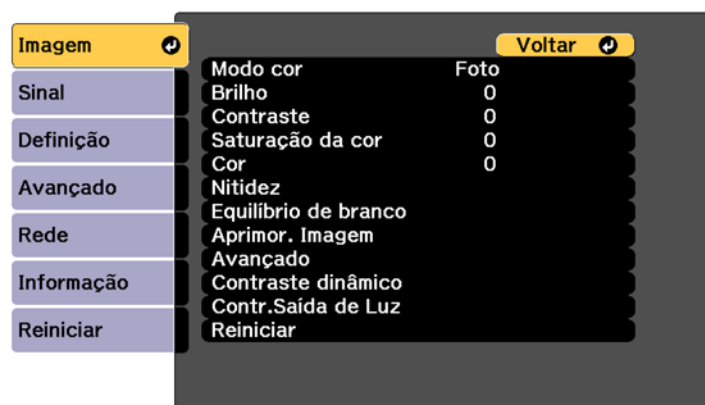 Imagem
Sinal
Definição
Avançado
Rede
Informação
Reiniciar
Voltar
Modo cor Foto
Brilho 0
Contraste 0
Saturação da cor 0
Cor 0
Nitidez
Equilíbrio de branco
Aprimor. Imagem
Avançado
Contraste dinâmico
Contr.Saída de Luz
Reiniciar